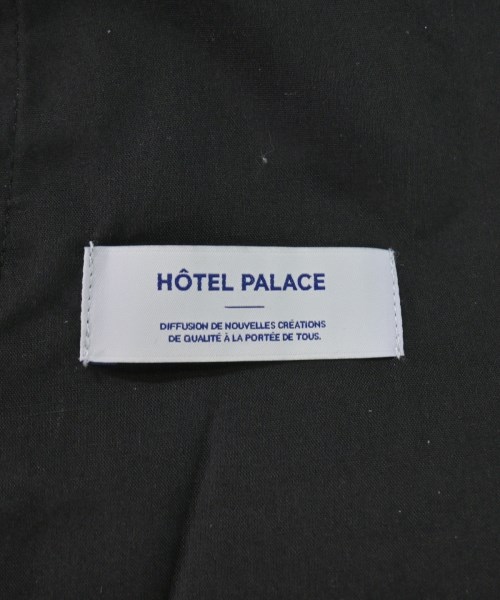 HÔTEL PALACE
DIFFUSION DE NOUVELLES CRÉATIONS
DE QUALITÉ À LA PORTÉE DE TOUS.